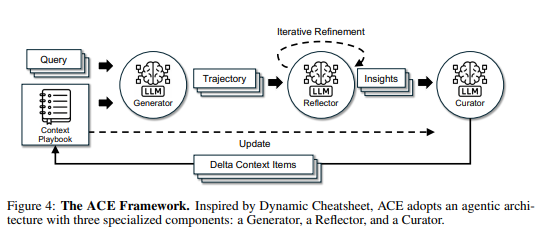 Iterative Refinement
Query
LLM
Generator
Trajectory
LLM
Reflector
Insights
LLM
Curator
Context
Playbook
Update
Delta Context Items
Figure 4: The ACE Framework. Inspired by Dynamic Cheatsheet, ACE adopts an agentic archi-
tecture with three specialized components: a Generator, a Reflector, and a Curator.